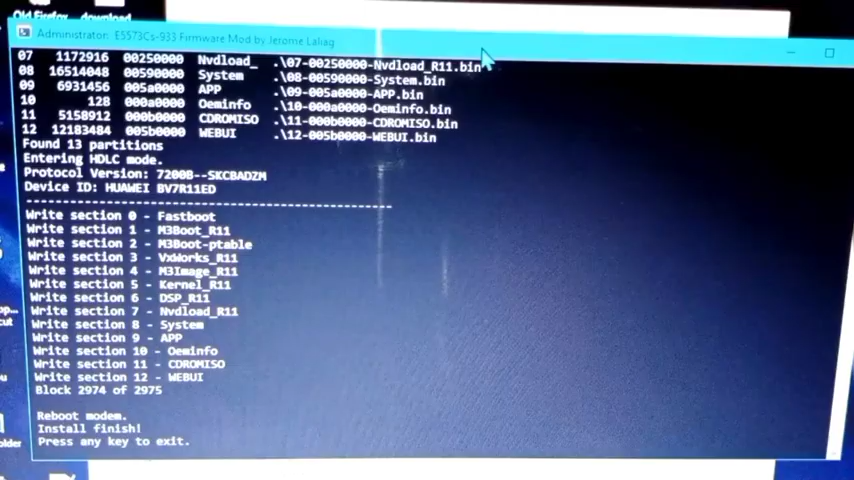 Old Firefox download
Administrator: E5573Cs-933 Firmware Mod by Jerome Laliag
07 1172916 00250000 Nvdload_ .\07-00250000-Nvdload_R11.bin
08 16514048 00590000 System .\08-00590000-System.bin
09 6931456 005a0000 APP .\09-005a0000-APP.bin
10 128 000a0000 Oeminfo .\10-000a0000-Oeminfo.bin
11 5158912 000b0000 CDROMISO .\11-000b0000-CDROMISO.bin
12 12183484 005b0000 WEBUI .\12-005b0000-WEBUI.bin
Found 13 partitions
Entering HDLC mode.
Protocol Version: 7200B--SKCBADZM
Device ID: HUAWEI BV7R11ED
--------------------------------------------------------
Write section 0 - Fastboot
Write section 1 - M3Boot_R11
Write section 2 - M3Boot-ptable
Write section 3 - VxWorks_R11
Write section 4 - M3Image_R11
Write section 5 - Kernel_R11
Write section 6 - DSP_R11
Write section 7 - Nvdload_R11
Write section 8 - System
Write section 9 - APP
Write section 10 - Oeminfo
Write section 11 - CDROMISO
Write section 12 - WEBUI
Block 2974 of 2975
Reboot modem.
Install finish!
Press any key to exit.